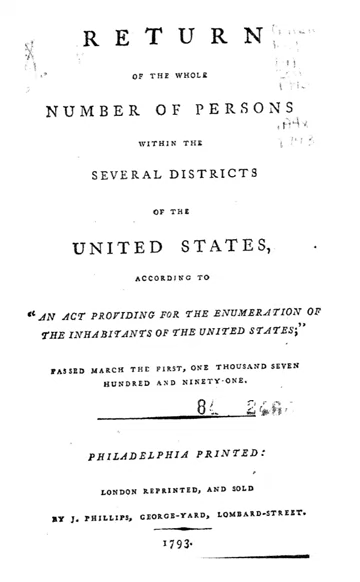 RETURN
OF THE WHOLE
NUMBER OF PERSONS
WITHIN THE
SEVERAL DISTRICTS
OF THE
UNITED STATES,
ACCORDING TO
"AN ACT PROVIDING FOR THE ENUMERATION OF
THE INHABITANTS OF THE UNITED STATES;"
PASSED MARCH THE FIRST, ONE THOUSAND SEVEN
HUNDRED AND NINETY-ONE.
PHILADELPHIA PRINTED:
LONDON REPRINTED, AND SOLD
BY J. PHILLIPS, GEORGE-YARD, LOMBARD-STREET.
1793.